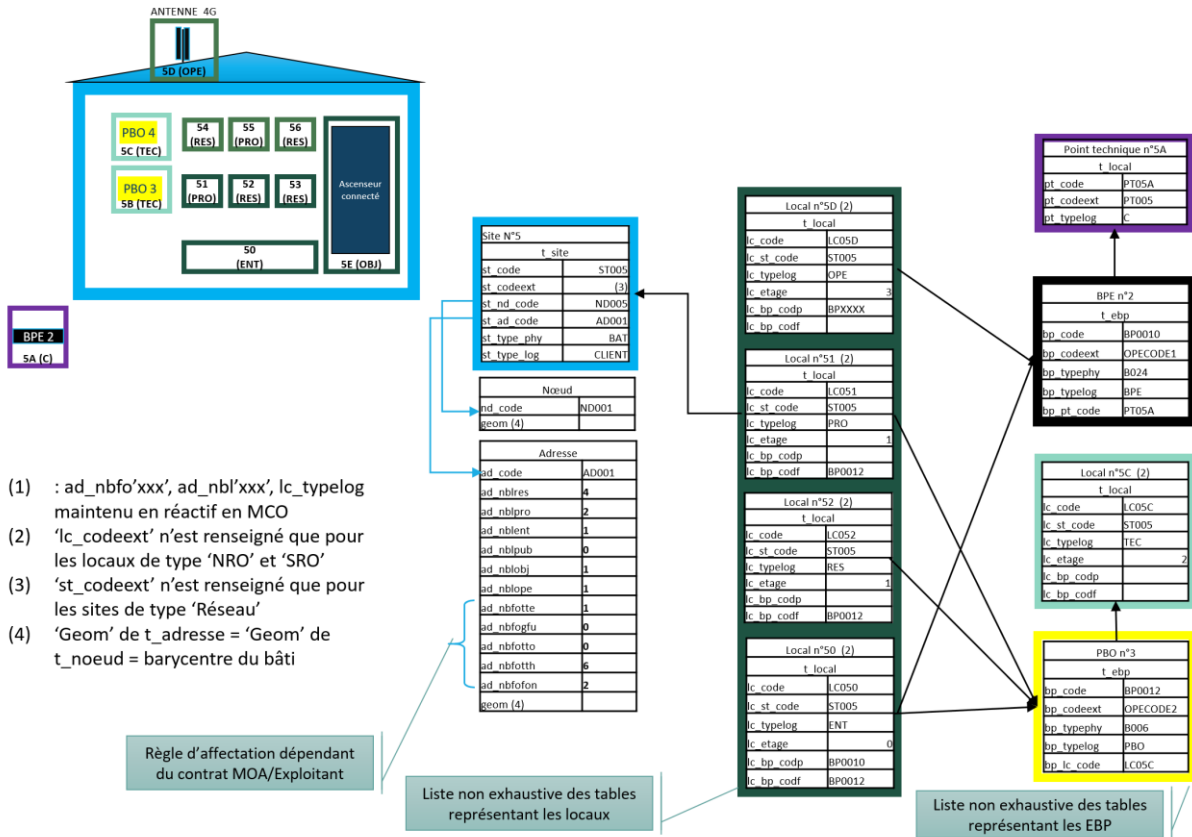 ANTENNE 4G
5D (OPE)
PBO 4
5C (TEC)
54
(RES)
55
(PRO)
56
(RES)
PBO 3
5B (TEC)
51
(PRO)
52
(RES)
53
(RES)
Ascenseur
connecté
50
(ENT)
5E (OBJ)
BPE 2
5A (C)
(1) : ad_nbfo'xxx', ad_nbl'xxx', lc_typelog
maintenu en réactif en MCO
(2) 'lc_codeext' n'est renseigné que pour
les locaux de type 'NRO' et 'SRO'
(3) 'st_codeext' n'est renseigné que pour
les sites de type 'Réseau'
(4) 'Geom' de t_adresse = 'Geom' de
t_noeud = barycentre du bâti
Site N°5
t_site
st_code ST005
st_codeext (3)
st_nd_code ND005
st_ad_code AD001
st_type_phy BAT
st_type_log CLIENT
Nœud
nd_code ND001
geom (4)
Adresse
ad_code AD001
ad_nblres 4
ad_nblpro 2
ad_nblent 1
ad_nblpub 0
ad_nblobj 1
ad_nblope 1
ad_nbfotte 1
ad_nbfogfu 0
ad_nbfotto 0
ad_nbfotth 6
ad_nbfofon 2
geom (4)
Règle d'affectation dépendant
du contrat MOA/Exploitant
Local n°5D (2)
t_local
lc_code LC05D
lc_st_code ST005
lc_typelog OPE
lc_etage 3
lc_bp_codp BPXXXX
lc_bp_codf
Local n°51 (2)
t_local
lc_code LC051
lc_st_code ST005
lc_typelog PRO
lc_etage 1
lc_bp_codp
lc_bp_codf BP0012
Local n°52 (2)
t_local
lc_code LC052
lc_st_code ST005
lc_typelog RES
lc_etage 1
lc_bp_codp
lc_bp_codf BP0012
Local n°50 (2)
t_local
lc_code LC050
lc_st_code ST005
lc_typelog ENT
lc_etage 0
lc_bp_codp BP0010
lc_bp_codf BP0012
Liste non exhaustive des tables
représentant les locaux
Point technique n°5A
t_local
pt_code PT05A
pt_codeext PT005
pt_typelog C
BPE n°2
t_ebp
bp_code BP0010
bp_codeext OPECODE1
bp_typephy B024
bp_typelog BPE
bp_pt_code PT05A
Local n°5C (2)
t_local
lc_code LC05C
lc_st_code ST005
lc_typelog TEC
lc_etage 2
lc_bp_codp
lc_bp_codf
PBO n°3
t_ebp
bp_code BP0012
bp_codeext OPECODE2
bp_typephy B006
bp_typelog PBO
bp_lc_code LC05C
Liste non exhaustive des tables
représentant les EBP